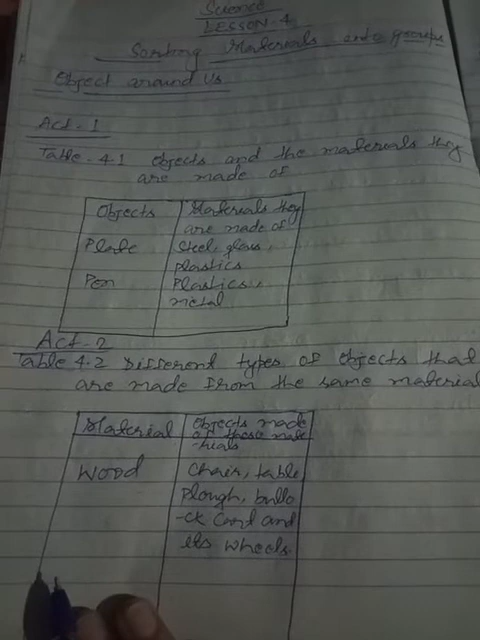 Science
LESSON-4
Sorting Materials into groups
Object around Us
Act-1
Table-4.1 Objects and the materials they
are made of
Objects
Materials they
are made of
Plate
Steel, glass,
plastics
Pen
Plastics,
metal
Act-2
Table 4.2 Different types of objects that
are made from the same material
Material
Objects made
of these mate
-rials
Wood
Chair, table
Plough, bullo
-ck Card and
its wheels